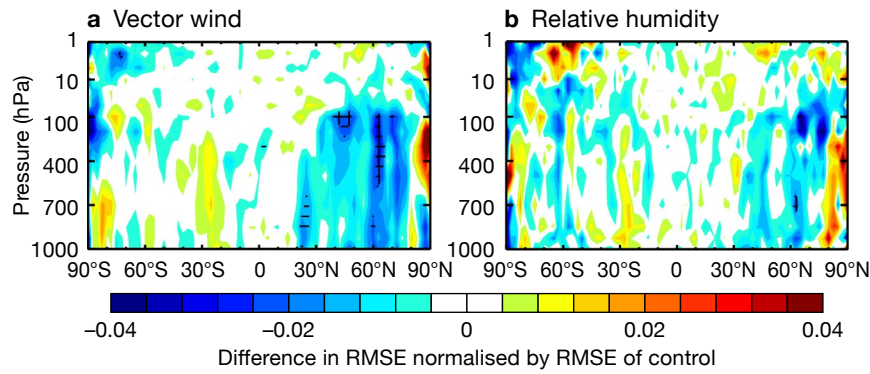 a Vector wind
b Relative humidity
Pressure (hPa)
1
10
100
400
700
1000
90°S 60°S 30°S 0 30°N 60°N 90°N
1
10
100
400
700
1000
90°S 60°S 30°S 0 30°N 60°N 90°N
−0.04 −0.02 0 0.02 0.04
Difference in RMSE normalised by RMSE of control